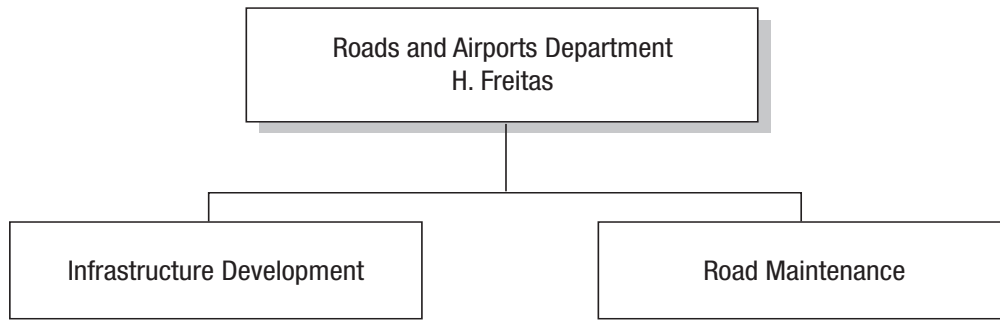 Roads and Airports Department
H. Freitas
Infrastructure Development
Road Maintenance